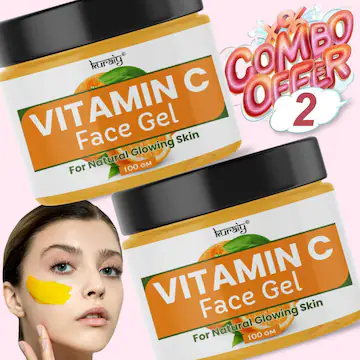 kuraiy®
VITAMIN C
Face Gel
For Natural Glowing Skin
100 GM
COMBO
OFFER
2
kuraiy®
VITAMIN C
Face Gel
For Natural Glowing Skin
100 GM